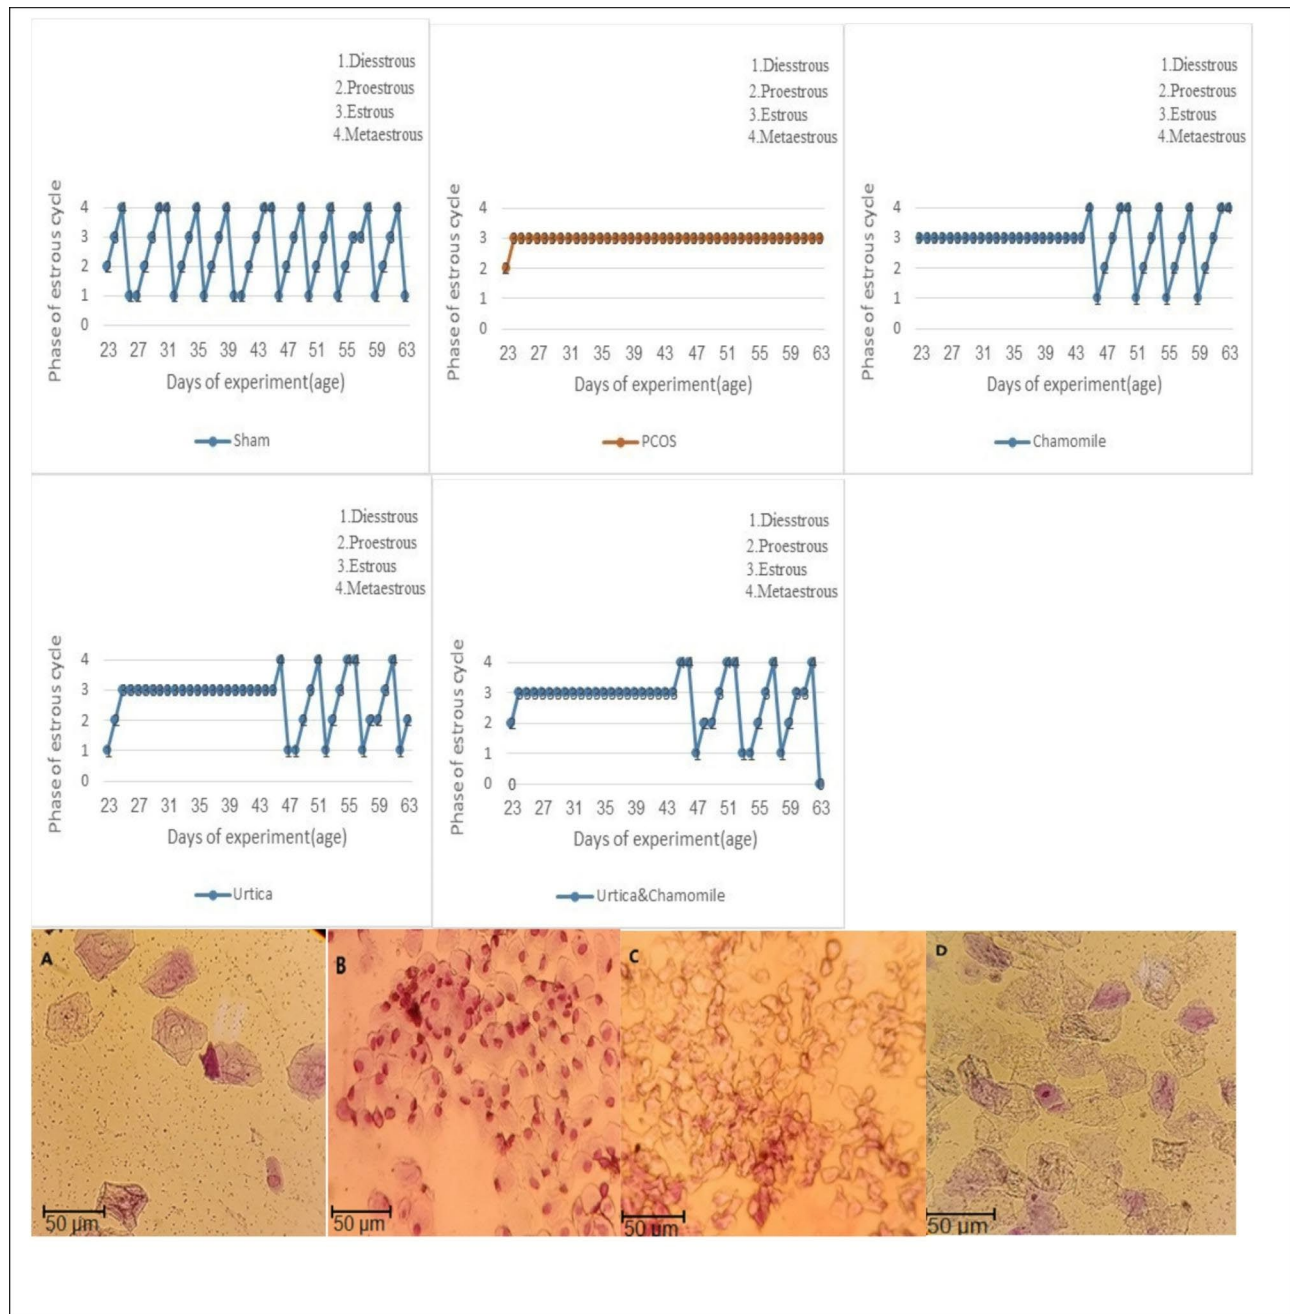 1.Diesstrous
2.Proestrous
3.Estrous
4.Metaestrous
Phase of estrous cycle
4
3
2
1
0
23 27 31 35 39 43 47 51 55 59 63
Days of experiment(age)
Sham
1.Diesstrous
2.Proestrous
3.Estrous
4.Metaestrous
Phase of estrous cycle
4
3
2
1
0
23 27 31 35 39 43 47 51 55 59 63
Days of experiment(age)
PCOS
1.Diesstrous
2.Proestrous
3.Estrous
4.Metaestrous
Phase of estrous cycle
4
3
2
1
0
23 27 31 35 39 43 47 51 55 59 63
Days of experiment(age)
Chamomile
1.Diesstrous
2.Proestrous
3.Estrous
4.Metaestrous
Phase of estrous cycle
4
3
2
1
0
23 27 31 35 39 43 47 51 55 59 63
Days of experiment(age)
Urtica
1.Diesstrous
2.Proestrous
3.Estrous
4.Metaestrous
Phase of estrous cycle
4
3
2
1
0
0
23 27 31 35 39 43 47 51 55 59 63
Days of experiment(age)
Urtica&Chamomile
A
50 µm
B
50 µm
C
50 µm
D
50 µm